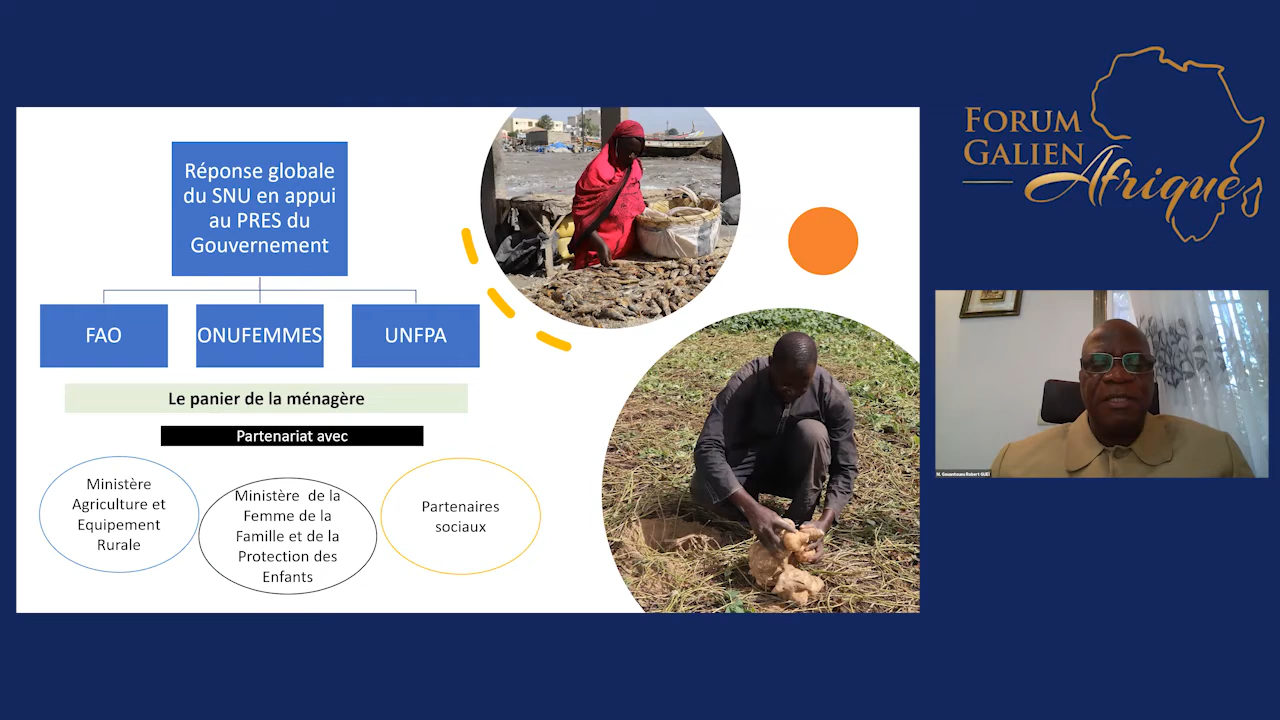 Réponse globale
du SNU en appui
au PRES du
Gouvernement
FAO
ONUFEMMES
UNFPA
Le panier de la ménagère
Partenariat avec
Ministère
Agriculture et
Equipement
Rurale
Ministère de la
Femme de la
Famille et de la
Protection des
Enfants
Partenaires
sociaux
FORUM
GALIEN
Afrique